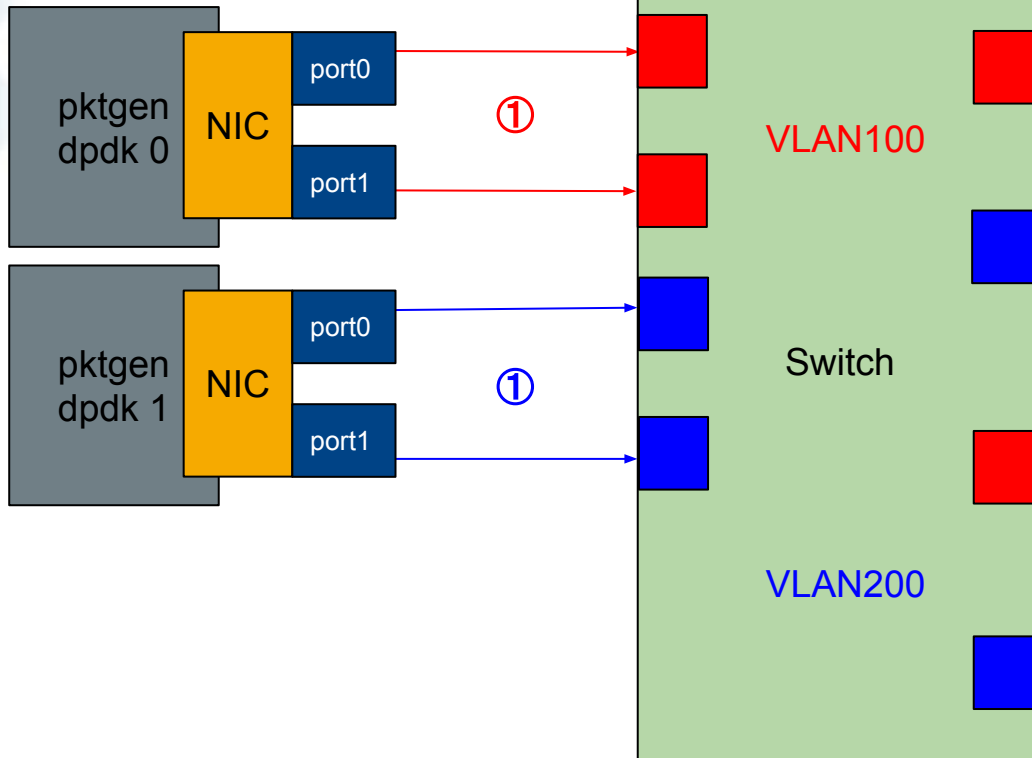 pktgen
dpdk 0
NIC
port0
port1
①
VLAN100
pktgen
dpdk 1
NIC
port0
port1
①
Switch
VLAN200